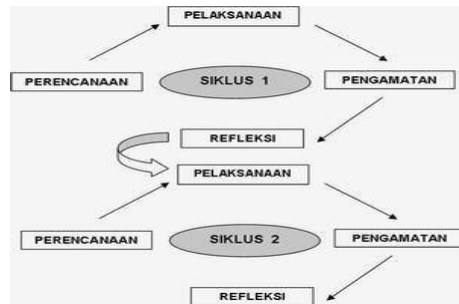 PELAKSANAAN
PERENCANAAN
SIKLUS 1
PENGAMATAN
REFLEKSI
PELAKSANAAN
PERENCANAAN
SIKLUS 2
PENGAMATAN
REFLEKSI